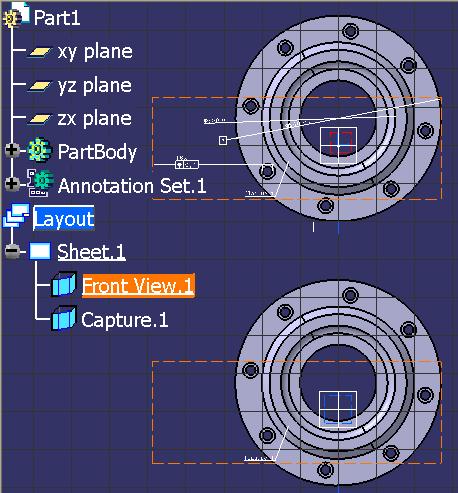 Part1
xy plane
yz plane
zx plane
PartBody
Annotation Set.1
Layout
Sheet.1
Front View.1
Capture.1